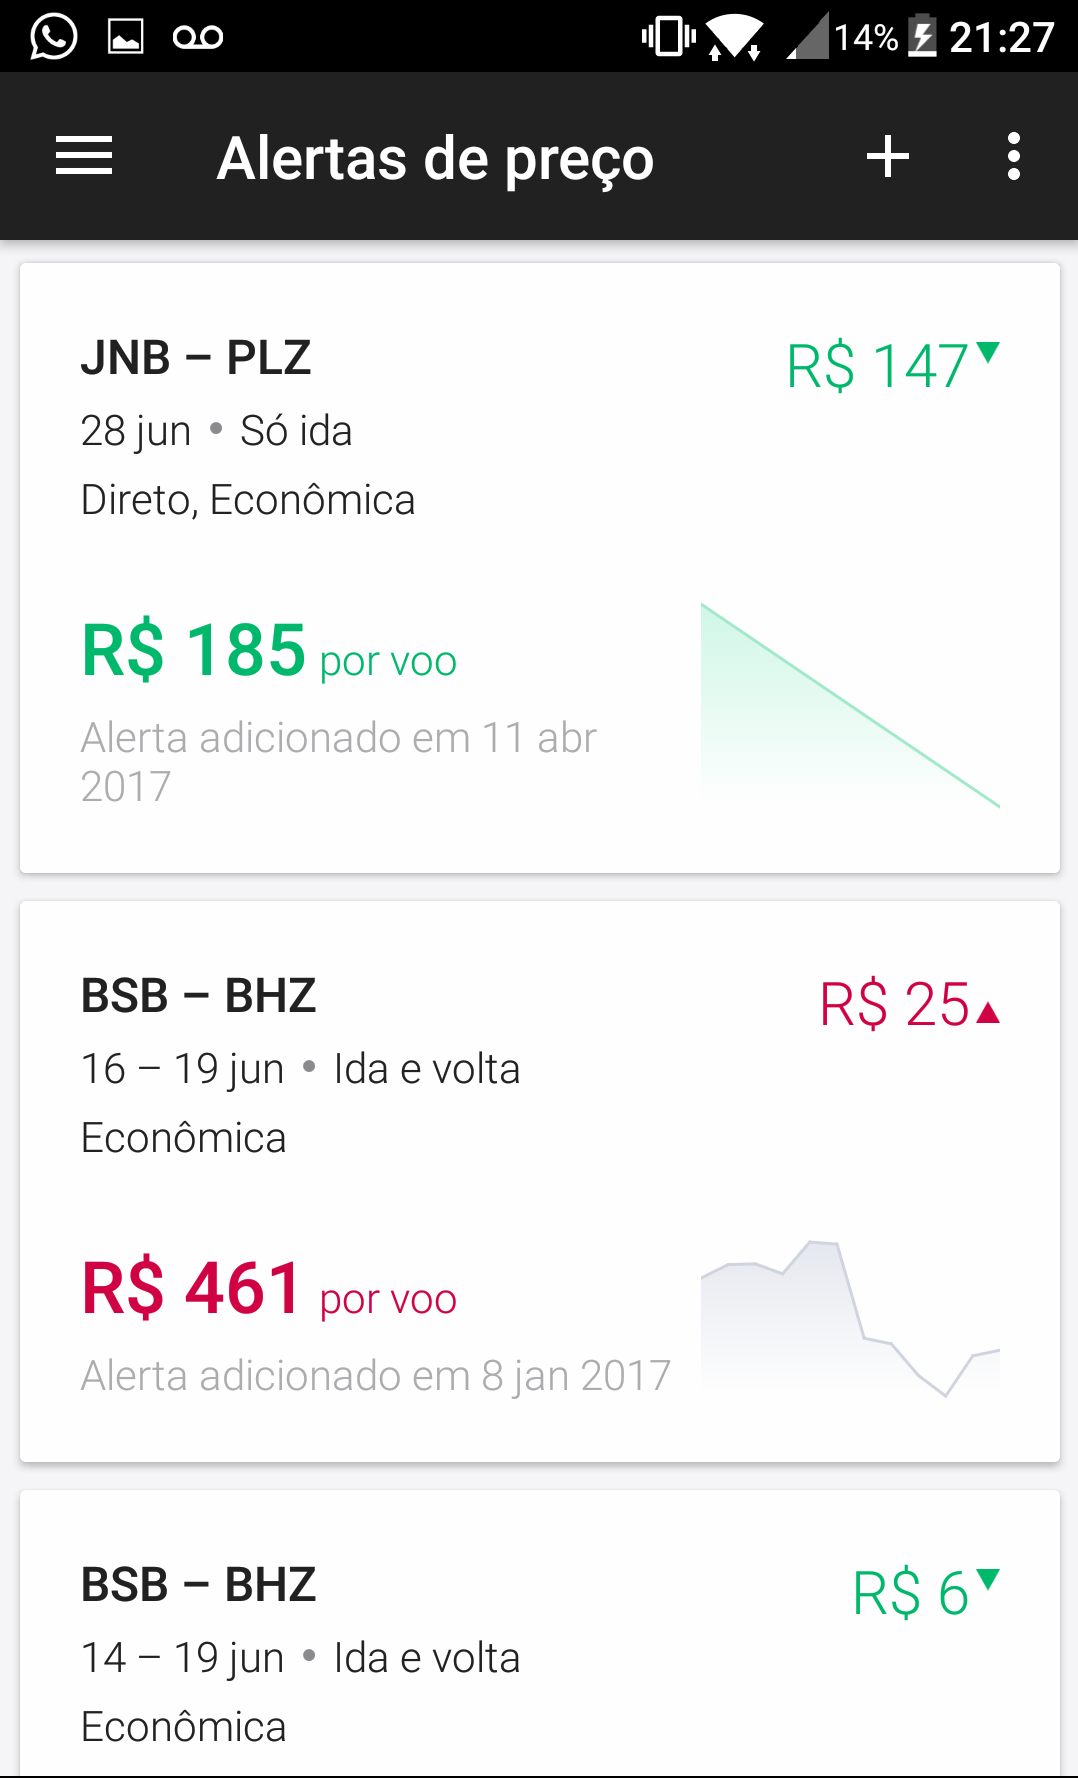 14% 21:27
Alertas de preço
JNB – PLZ
R$ 147
28 jun • Só ida
Direto, Econômica
R$ 185 por voo
Alerta adicionado em 11 abr
2017
BSB – BHZ
R$ 25
16 – 19 jun • Ida e volta
Econômica
R$ 461 por voo
Alerta adicionado em 8 jan 2017
BSB – BHZ
R$ 6
14 – 19 jun • Ida e volta
Econômica